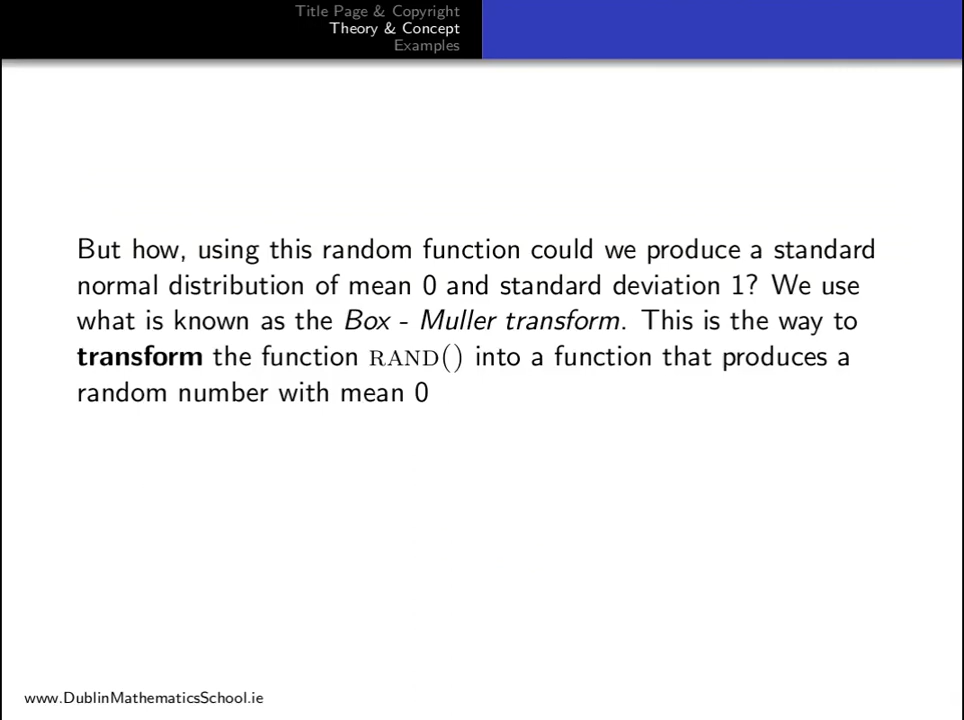 Title Page & Copyright
Theory & Concept
Examples
But how, using this random function could we produce a standard
normal distribution of mean 0 and standard deviation 1? We use
what is known as the Box - Muller transform. This is the way to
transform the function RAND() into a function that produces a
random number with mean 0
www.DublinMathematicsSchool.ie